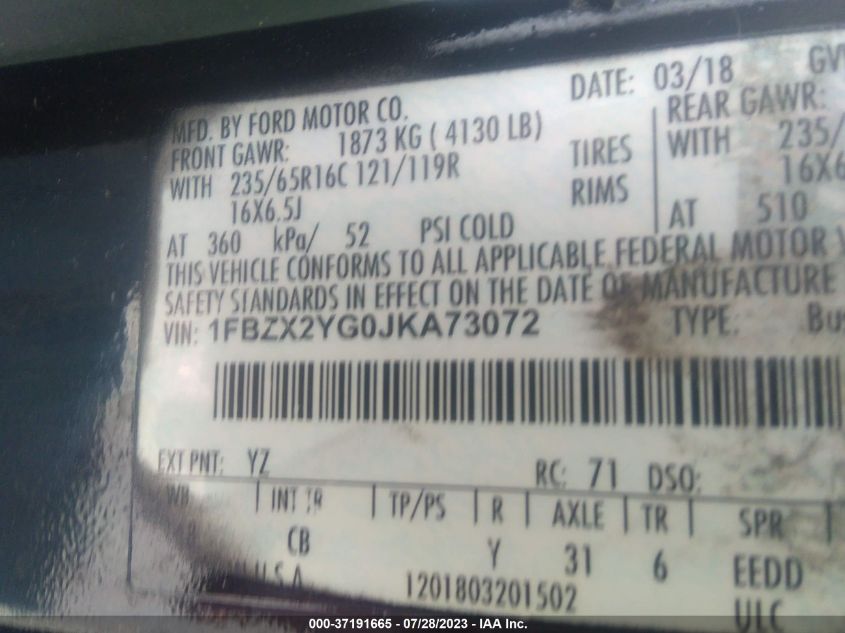 MFD. BY FORD MOTOR CO. DATE: 03/18
FRONT GAWR: 1873 KG ( 4130 LB) REAR GAWR:
WITH 235/65R16C 121/119R TIRES WITH 235/
16X6.5J RIMS 16X6
AT 360 kPa/ 52 PSI COLD AT 510
THIS VEHICLE CONFORMS TO ALL APPLICABLE FEDERAL MOTOR
SAFETY STANDARDS IN EFFECT ON THE DATE OF MANUFACTURE
VIN: 1FBZX2YG0JKA73072 TYPE:
EXT PNT: YZ RC: 71 DSO:
WB INT TR TP/PS R AXLE TR SPR
CB Y 31 6 EEDD
1201803201502 ULC
000-37191665 - 07/28/2023 - IAA Inc.